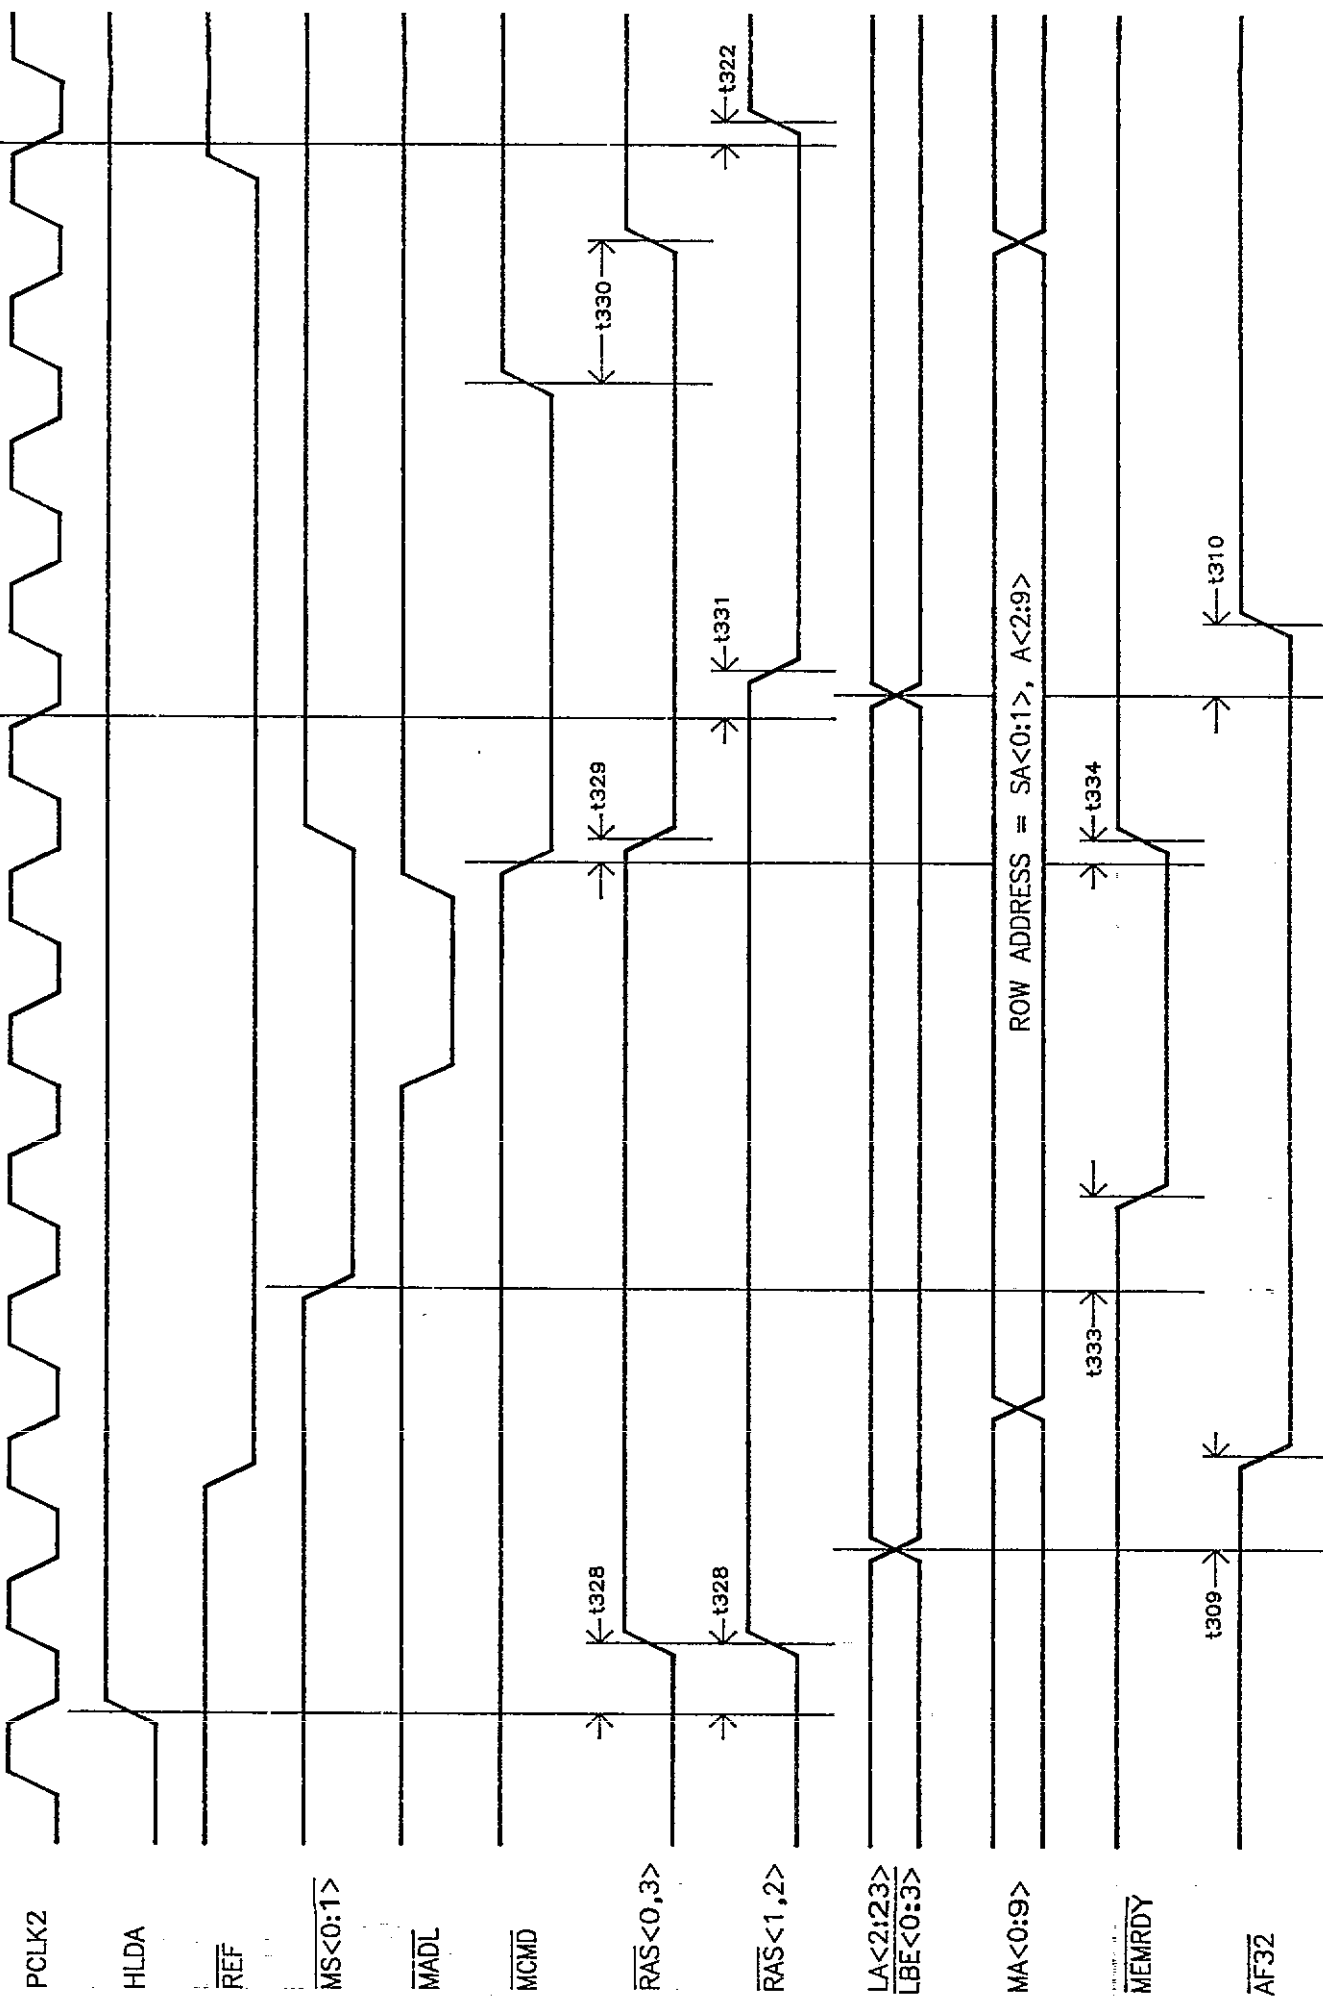 PCLK2
HLDA
REF
MS<0:1>
MADL
MCMD
RAS<0,3>
t328
t329
t330
RAS<1,2>
t328
t331
t322
LA<2:23>
LBE<0:3>
MA<0:9>
ROW ADDRESS = SA<0:1>, A<2:9>
MEMRDY
t333
t334
AF32
t309
t310